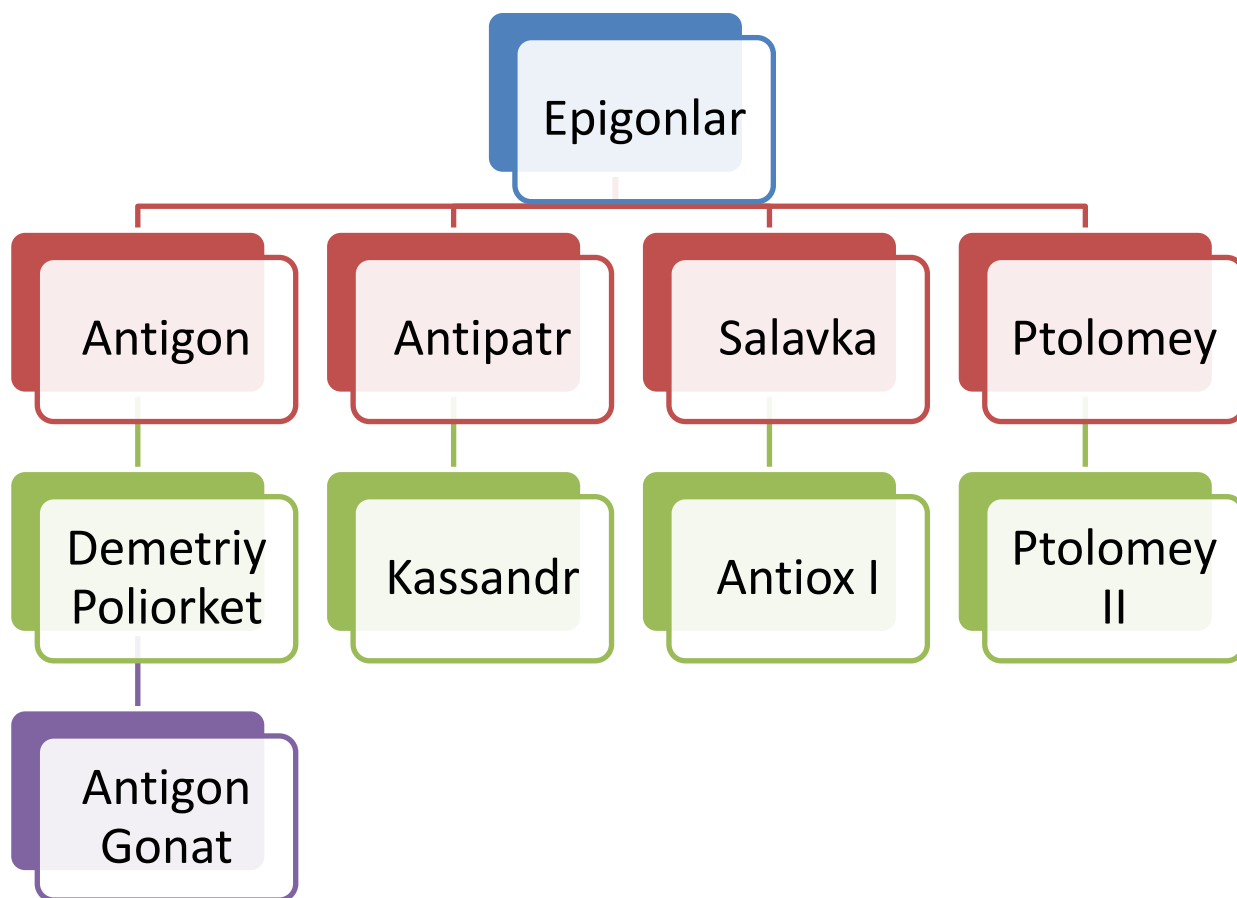 Epigonlar
Antigon
Antipatr
Salavka
Ptolomey
Demetriy
Poliorket
Kassandr
Antiox I
Ptolomey
II
Antigon
Gonat